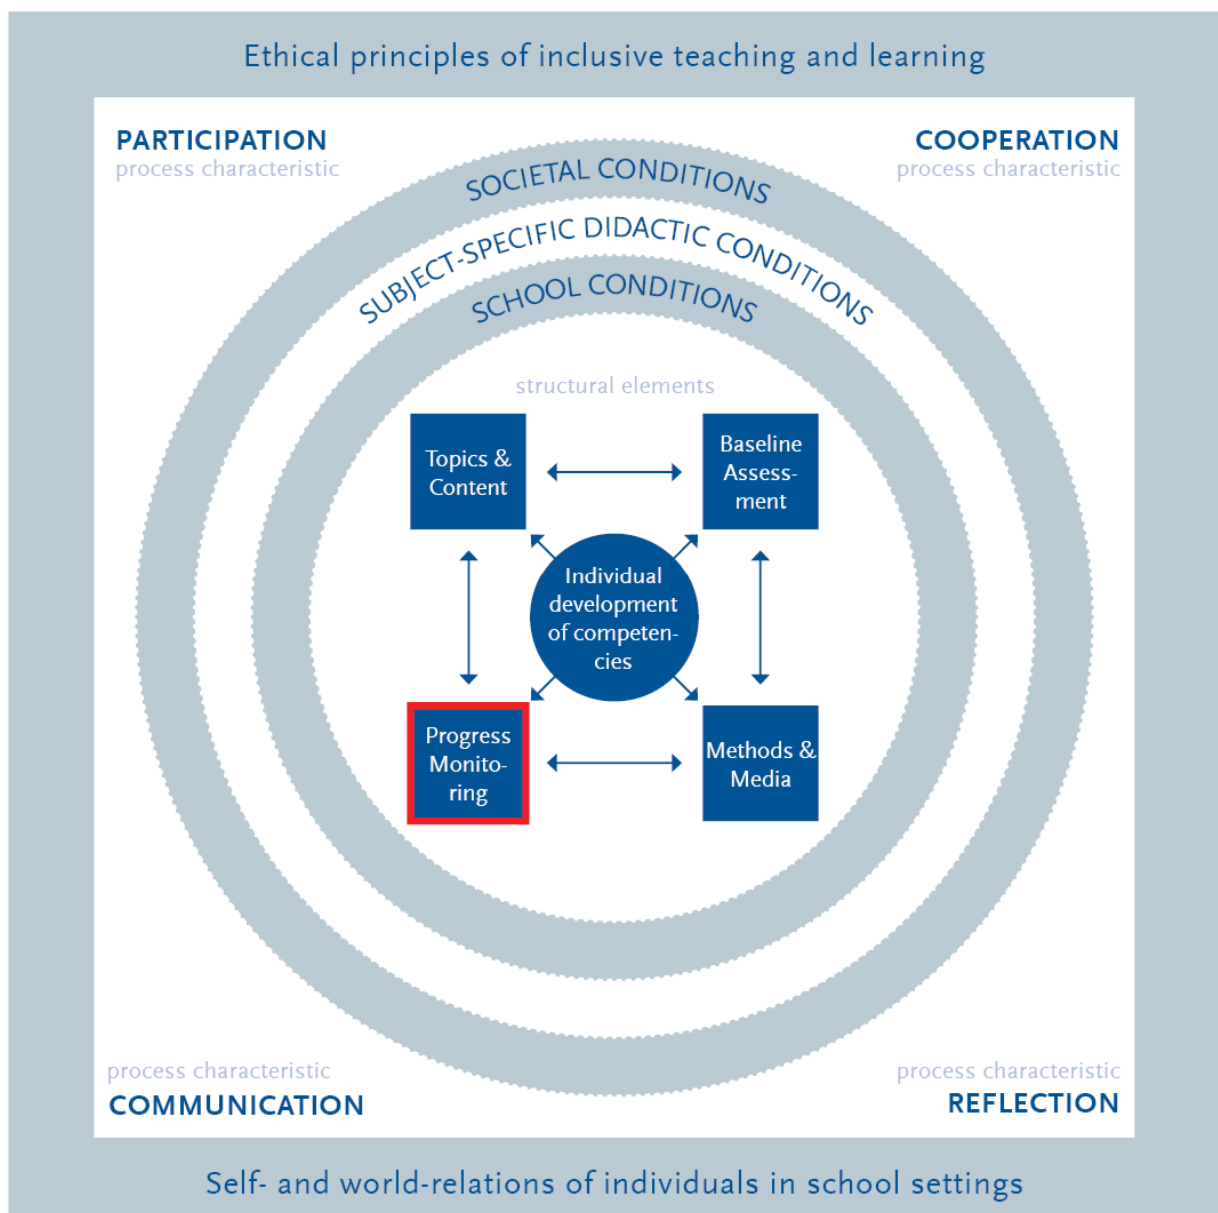 Ethical principles of inclusive teaching and learning
PARTICIPATION
process characteristic
COOPERATION
process characteristic
SOCIETAL CONDITIONS
SUBJECT-SPECIFIC DIDACTIC CONDITIONS
SCHOOL CONDITIONS
structural elements
Topics &
Content
Baseline
Assess-
ment
Individual
development
of competen-
cies
Progress
Monito-
ring
Methods &
Media
process characteristic
COMMUNICATION
process characteristic
REFLECTION
Self- and world-relations of individuals in school settings